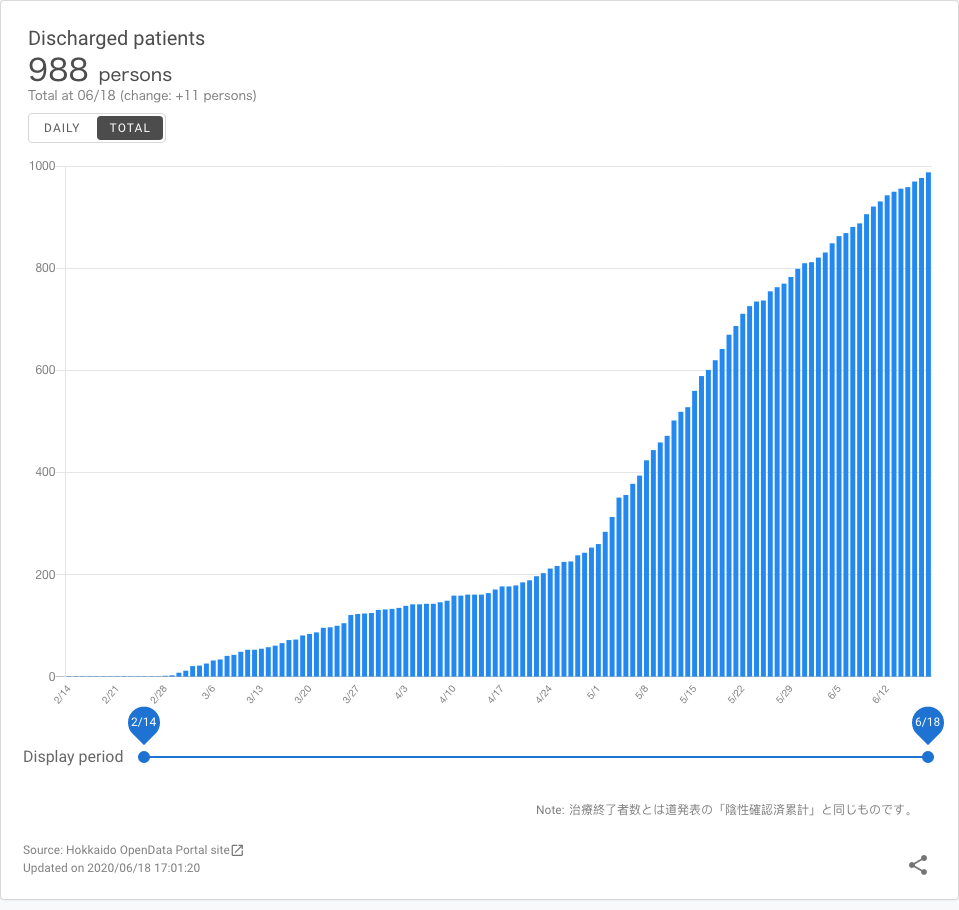 Discharged patients
988 persons
Total at 06/18 (change: +11 persons)
DAILY TOTAL
1000
800
600
400
200
0
2/14 2/21 2/28 3/6 3/13 3/20 3/27 4/3 4/10 4/17 4/24 5/1 5/8 5/15 5/22 5/29 6/5 6/12
2/14 6/18
Display period
Note: 治療終了者数とは道発表の「陰性確認済累計」と同じものです。
Source: Hokkaido OpenData Portal site
Updated on 2020/06/18 17:01:20